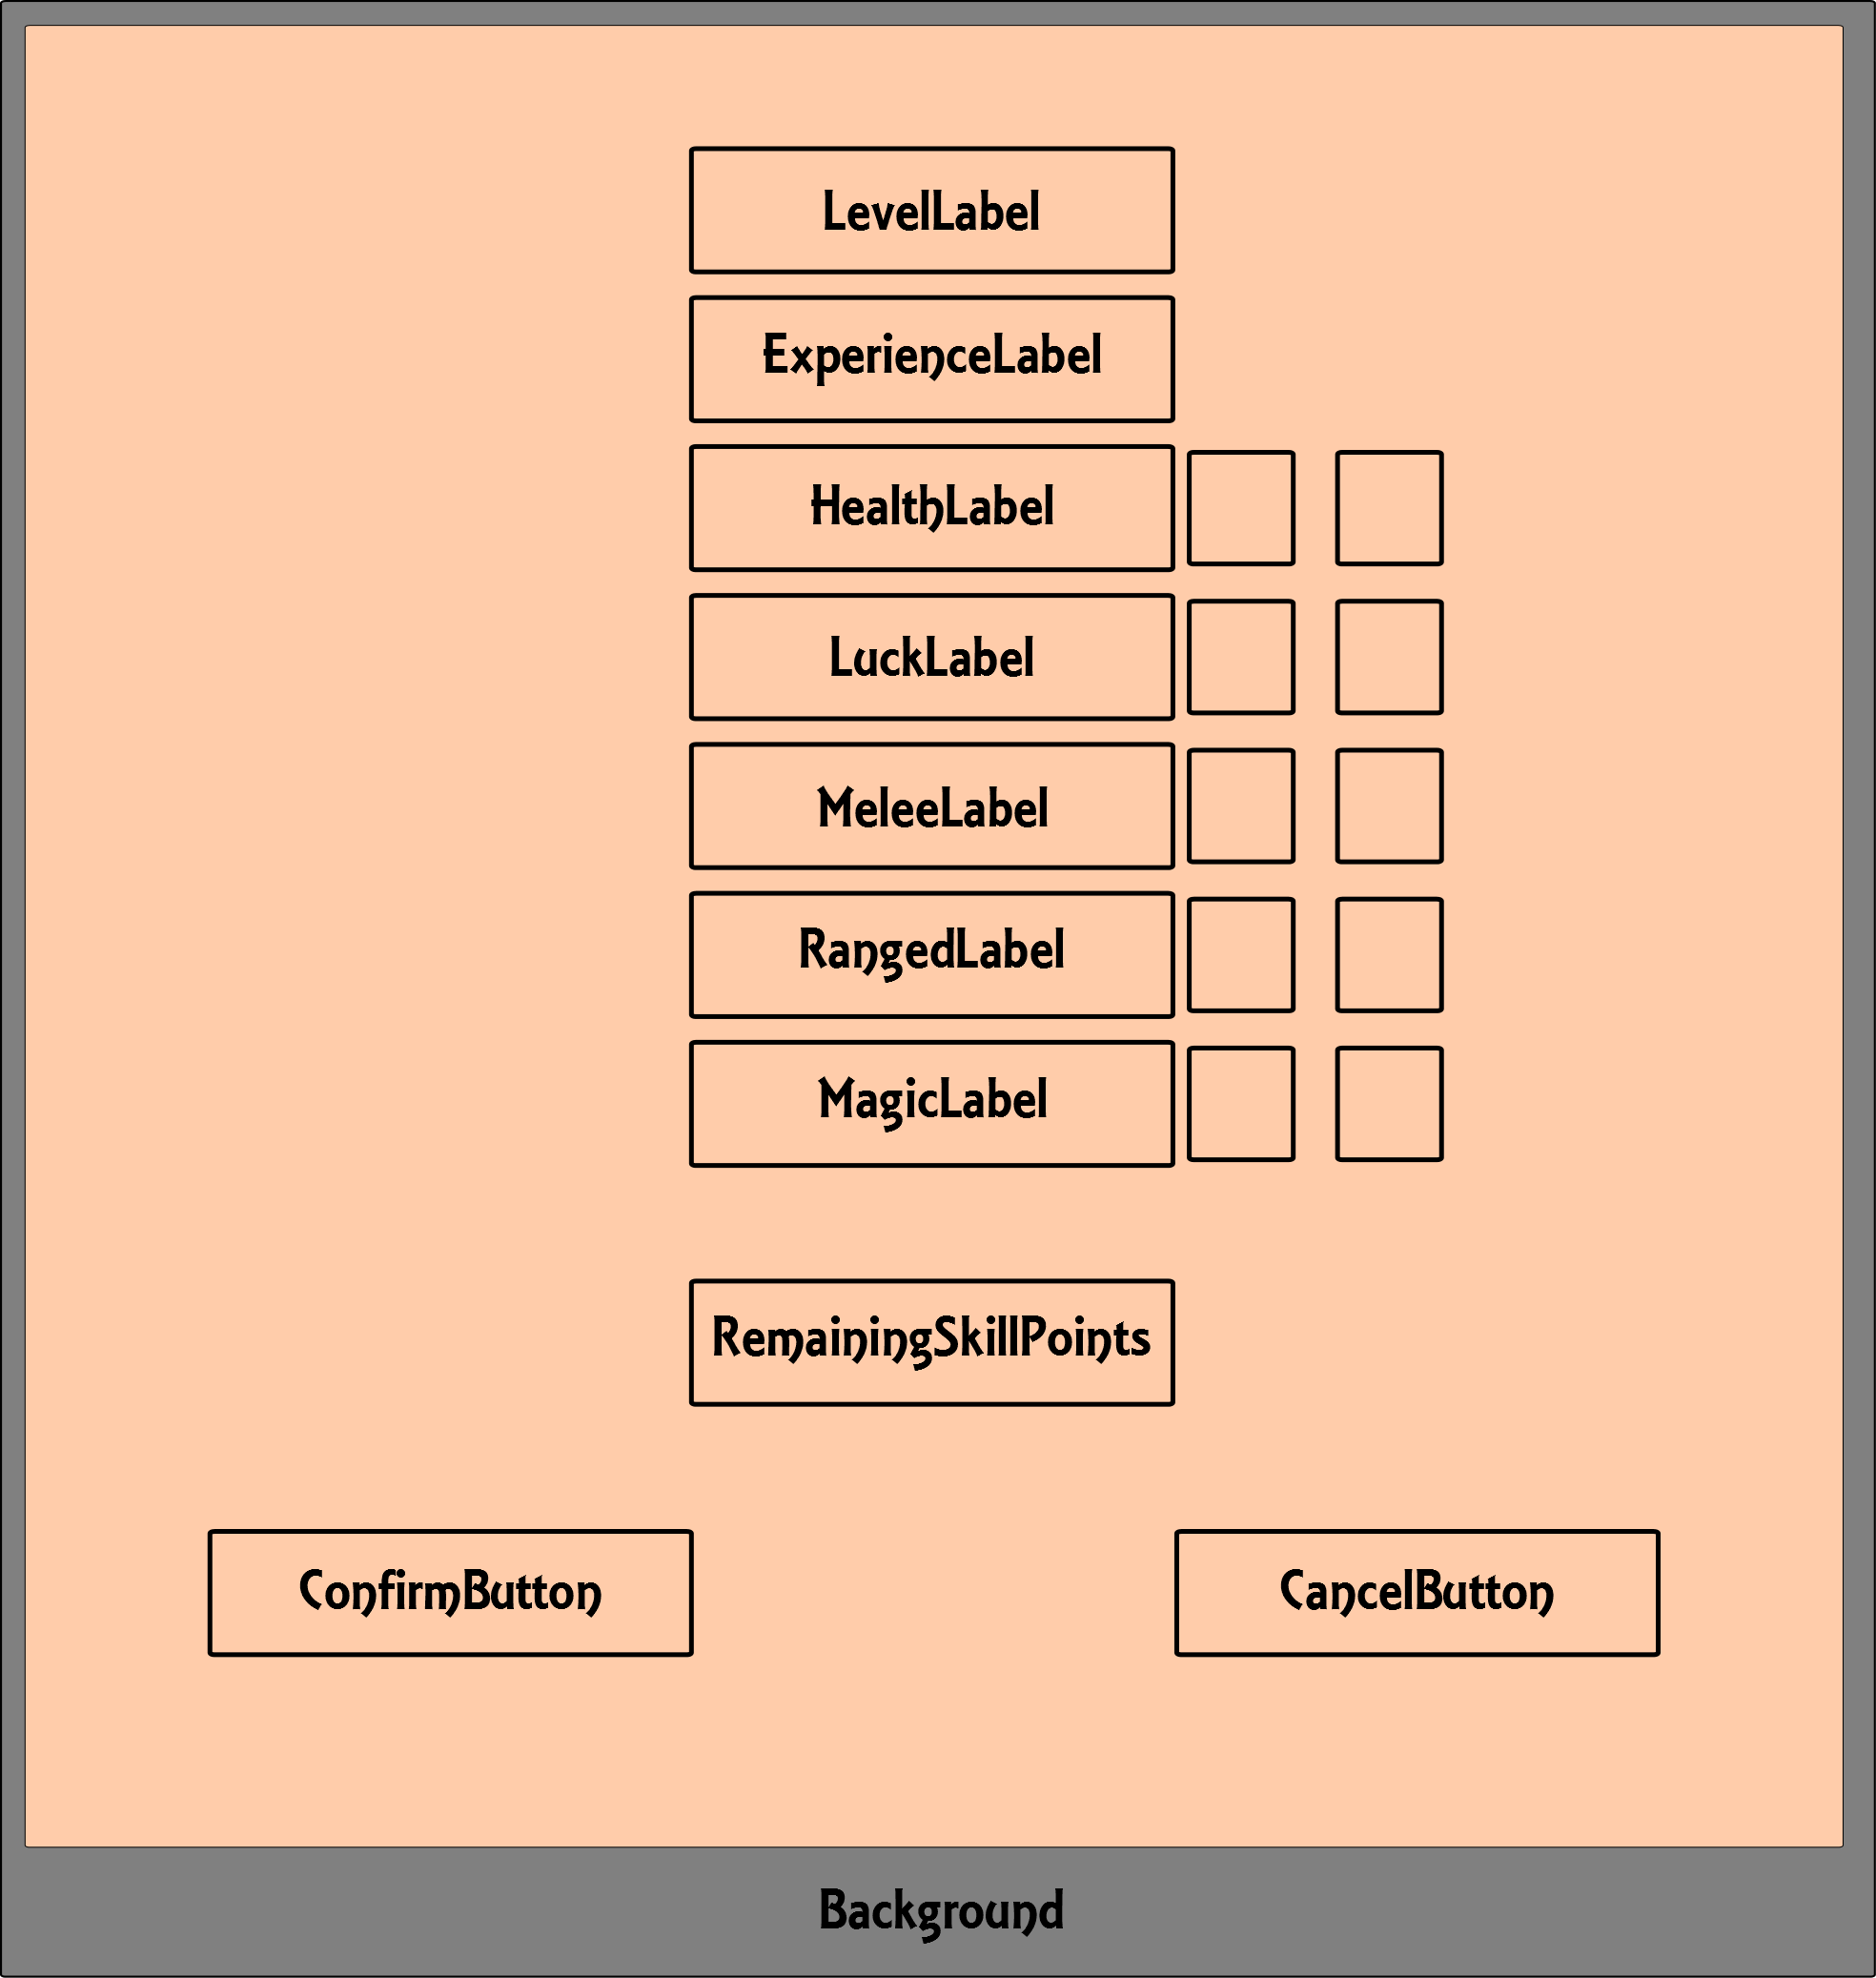 LevelLabel
ExperienceLabel
HealthLabel
LuckLabel
MeleeLabel
RangedLabel
MagicLabel
RemainingSkillPoints
ConfirmButton
CancelButton
Background